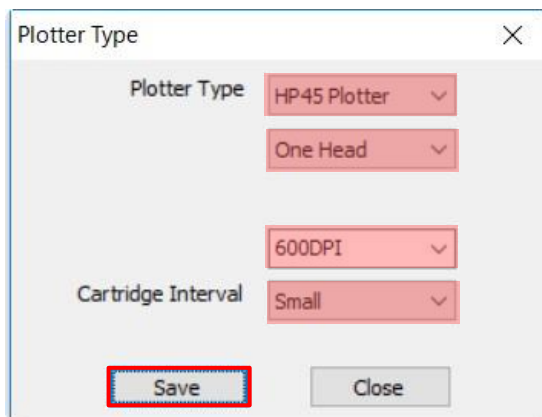 Plotter Type
Plotter Type HP45 Plotter
One Head
600DPI
Cartridge Interval Small
Save Close